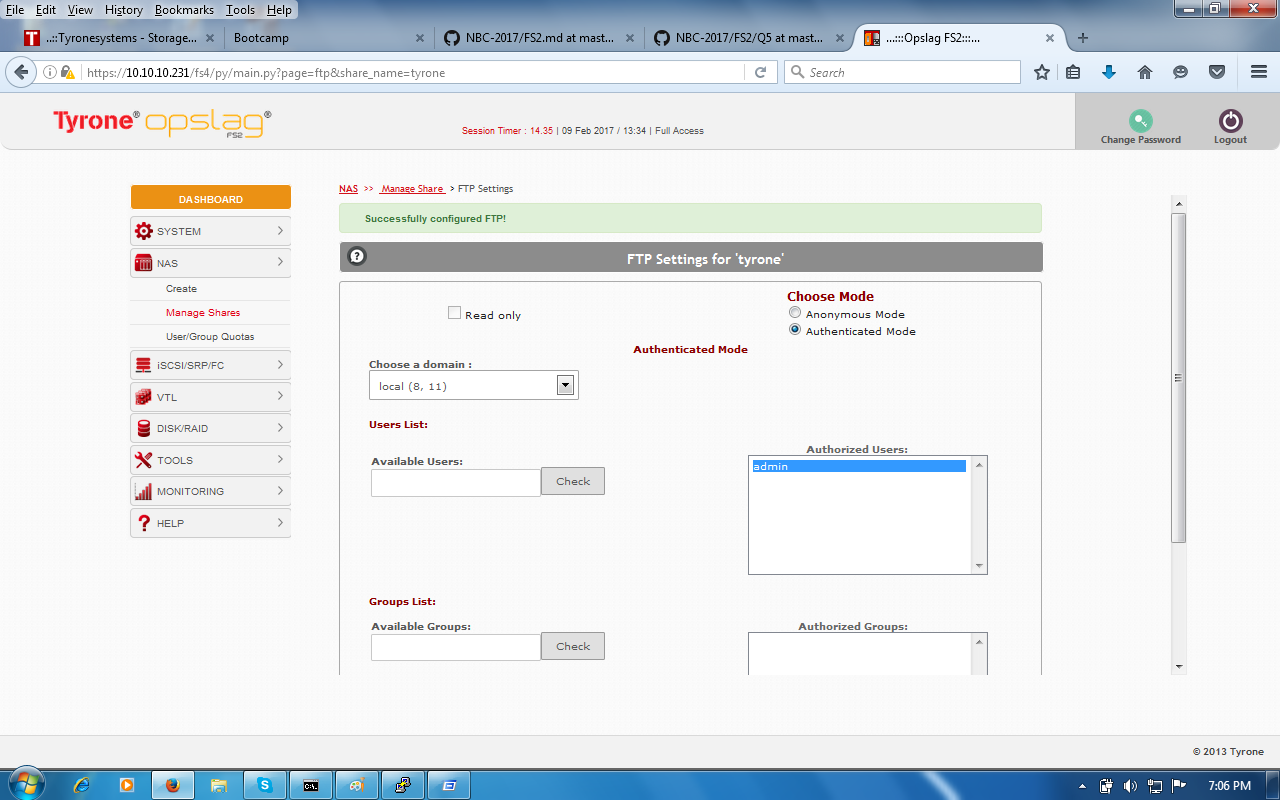 File Edit View History Bookmarks Tools Help
..::Tyronesystems - Storage...
Bootcamp
NBC-2017/FS2.md at mast...
NBC-2017/FS2/Q5 at mast...
...:::Opslag FS2:::...
https://10.10.10.231/fs4/py/main.py?page=ftp&share_name=tyrone
Search
Tyrone® opslag®
FS2
Session Timer : 14.35 | 09 Feb 2017 / 13:34 | Full Access
Change Password
Logout
DASHBOARD
SYSTEM
NAS
Create
Manage Shares
User/Group Quotas
iSCSI/SRP/FC
VTL
DISK/RAID
TOOLS
MONITORING
HELP
NAS >> Manage Share > FTP Settings
Successfully configured FTP!
FTP Settings for 'tyrone'
Read only
Choose Mode
Anonymous Mode
Authenticated Mode
Authenticated Mode
Choose a domain :
local (8, 11)
Users List:
Available Users:
Check
Authorized Users:
admin
Groups List:
Available Groups:
Check
Authorized Groups:
© 2013 Tyrone
7:06 PM